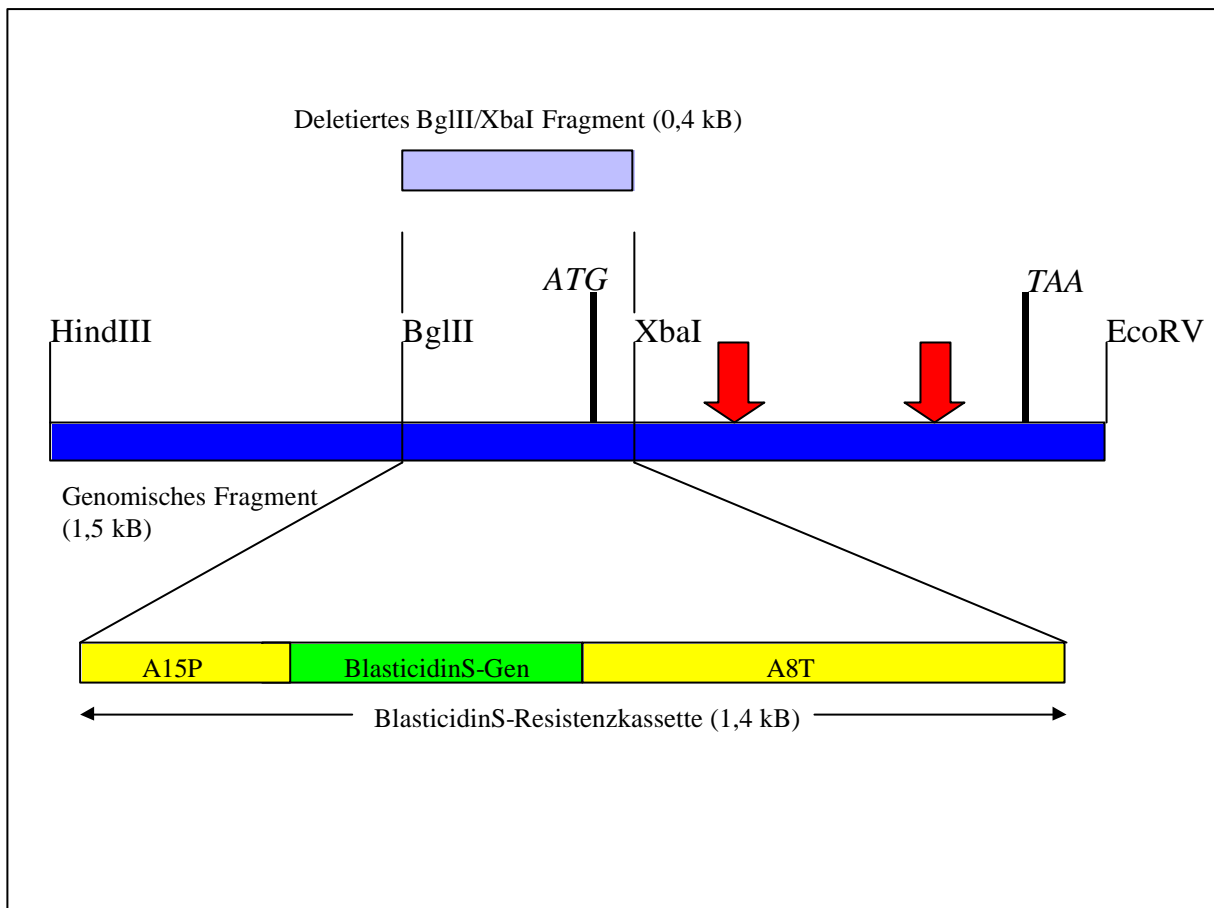 Deletiertes BglII/XbaI Fragment (0,4 kB)
ATG
TAA
HindIII
BglII
XbaI
EcoRV
Genomisches Fragment
(1,5 kB)
A15P
BlasticidinS-Gen
A8T
BlasticidinS-Resistenzkassette (1,4 kB)